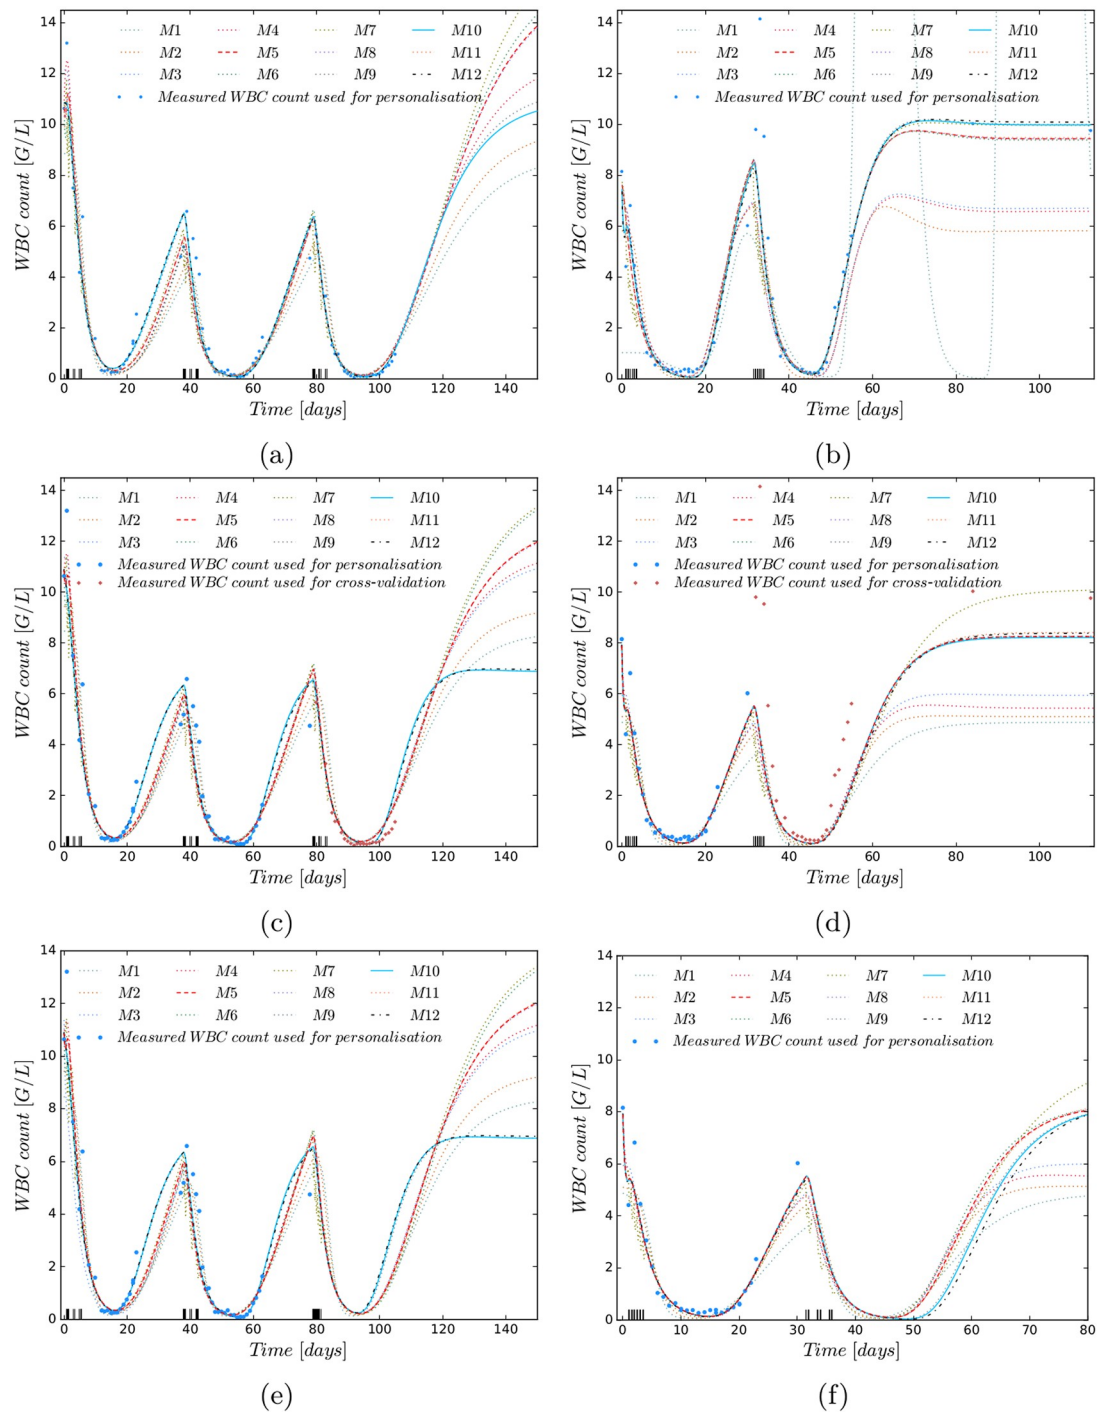 14
12
10
8
6
4
2
0
WBC count [G/L]
M1 M4 M7 M10
M2 M5 M8 M11
M3 M6 M9 M12
Measured WBC count used for personalisation
0 20 40 60 80 100 120 140
Time [days]
(a)
14
12
10
8
6
4
2
0
WBC count [G/L]
M1 M4 M7 M10
M2 M5 M8 M11
M3 M6 M9 M12
Measured WBC count used for personalisation
0 20 40 60 80 100
Time [days]
(b)
14
12
10
8
6
4
2
0
WBC count [G/L]
M1 M4 M7 M10
M2 M5 M8 M11
M3 M6 M9 M12
Measured WBC count used for personalisation
Measured WBC count used for cross-validation
0 20 40 60 80 100 120 140
Time [days]
(c)
14
12
10
8
6
4
2
0
WBC count [G/L]
M1 M4 M7 M10
M2 M5 M8 M11
M3 M6 M9 M12
Measured WBC count used for personalisation
Measured WBC count used for cross-validation
0 20 40 60 80 100
Time [days]
(d)
14
12
10
8
6
4
2
0
WBC count [G/L]
M1 M4 M7 M10
M2 M5 M8 M11
M3 M6 M9 M12
Measured WBC count used for personalisation
0 20 40 60 80 100 120 140
Time [days]
(e)
14
12
10
8
6
4
2
0
WBC count [G/L]
M1 M4 M7 M10
M2 M5 M8 M11
M3 M6 M9 M12
Measured WBC count used for personalisation
0 10 20 30 40 50 60 70 80
Time [days]
(f)